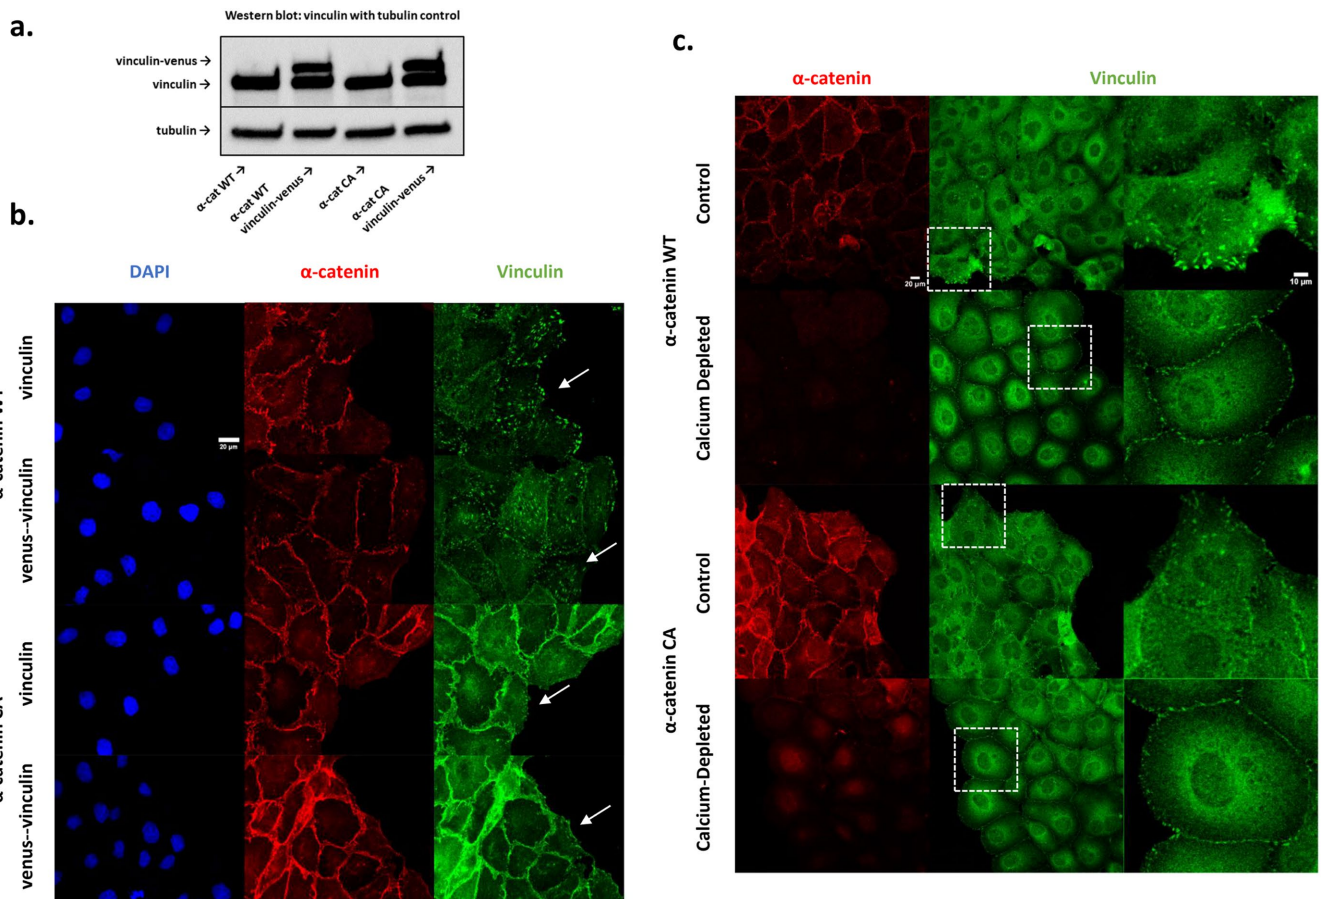 a.
Western blot: vinculin with tubulin control
vinculin-venus →
vinculin →
tubulin →
α-cat WT →
α-cat WT
vinculin-venus →
α-cat CA →
α-cat CA
vinculin-venus →
b.
DAPI
α-catenin
Vinculin
vinculin
20 µm
venus--vinculin
vinculin
venus--vinculin
c.
α-catenin
Vinculin
α-catenin WT
Control
20 µm
10 µm
Calcium Depleted
α-catenin CA
Control
Calcium-Depleted